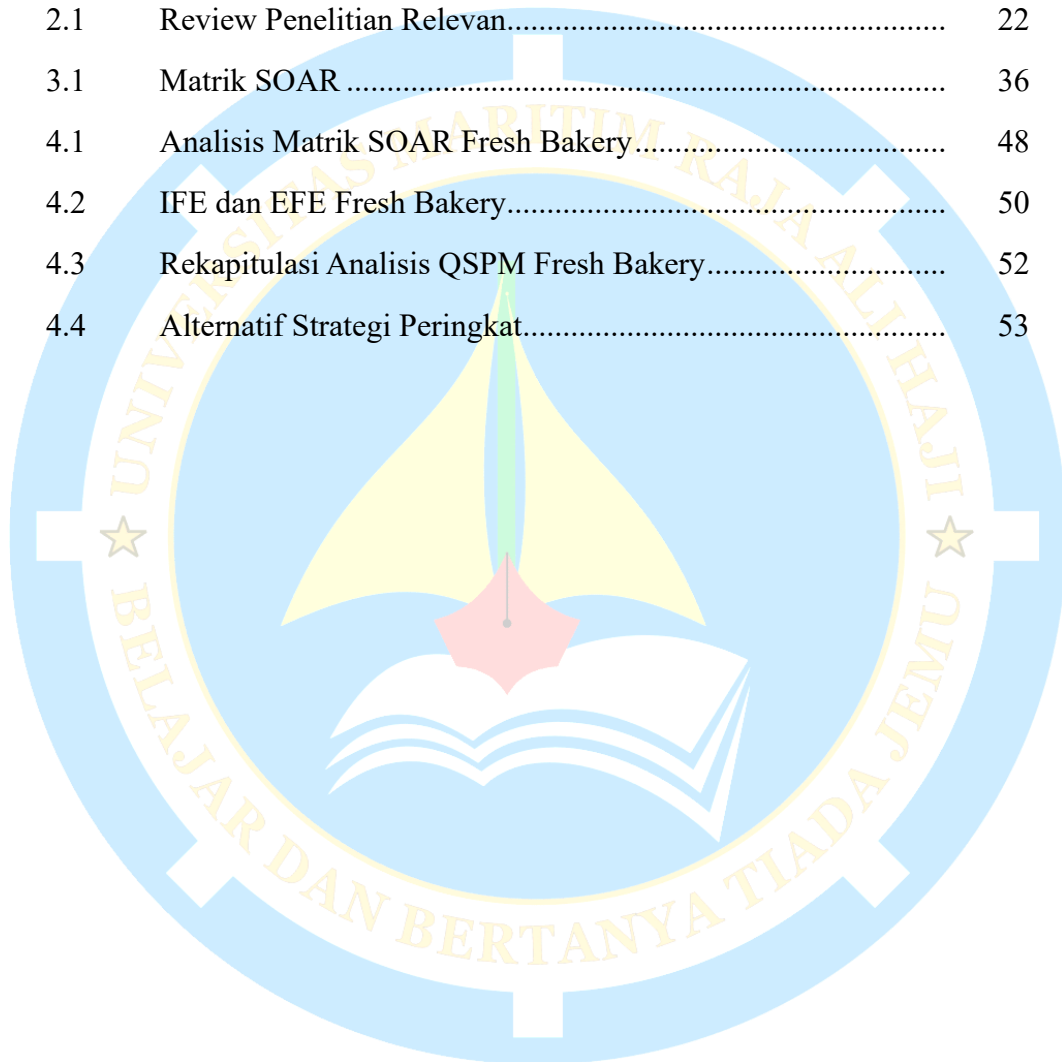 2.1 Review Penelitian Relevan.......................................................... 22
3.1 Matrik SOAR ............................................................................. 36
4.1 Analisis Matrik SOAR Fresh Bakery........................................ 48
4.2 IFE dan EFE Fresh Bakery......................................................... 50
4.3 Rekapitulasi Analisis QSPM Fresh Bakery............................... 52
4.4 Alternatif Strategi Peringkat....................................................... 53
UNIVERSITAS MARITIM RAJA ALI HAJI
BELAJAR DAN BERTANYA TIADA JEMU